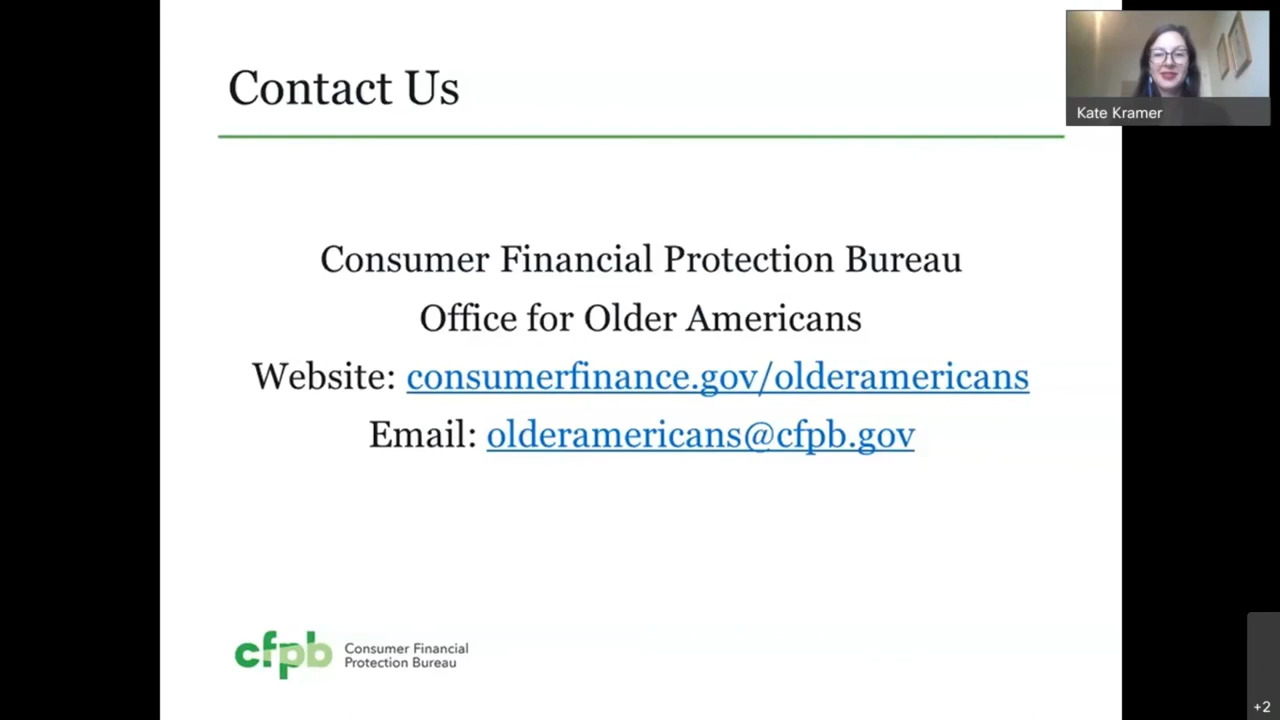 Contact Us
Kate Kramer
Consumer Financial Protection Bureau
Office for Older Americans
Website: consumerfinance.gov/olderamericans
Email: olderamericans@cfpb.gov
cfpb Consumer Financial
Protection Bureau
+2